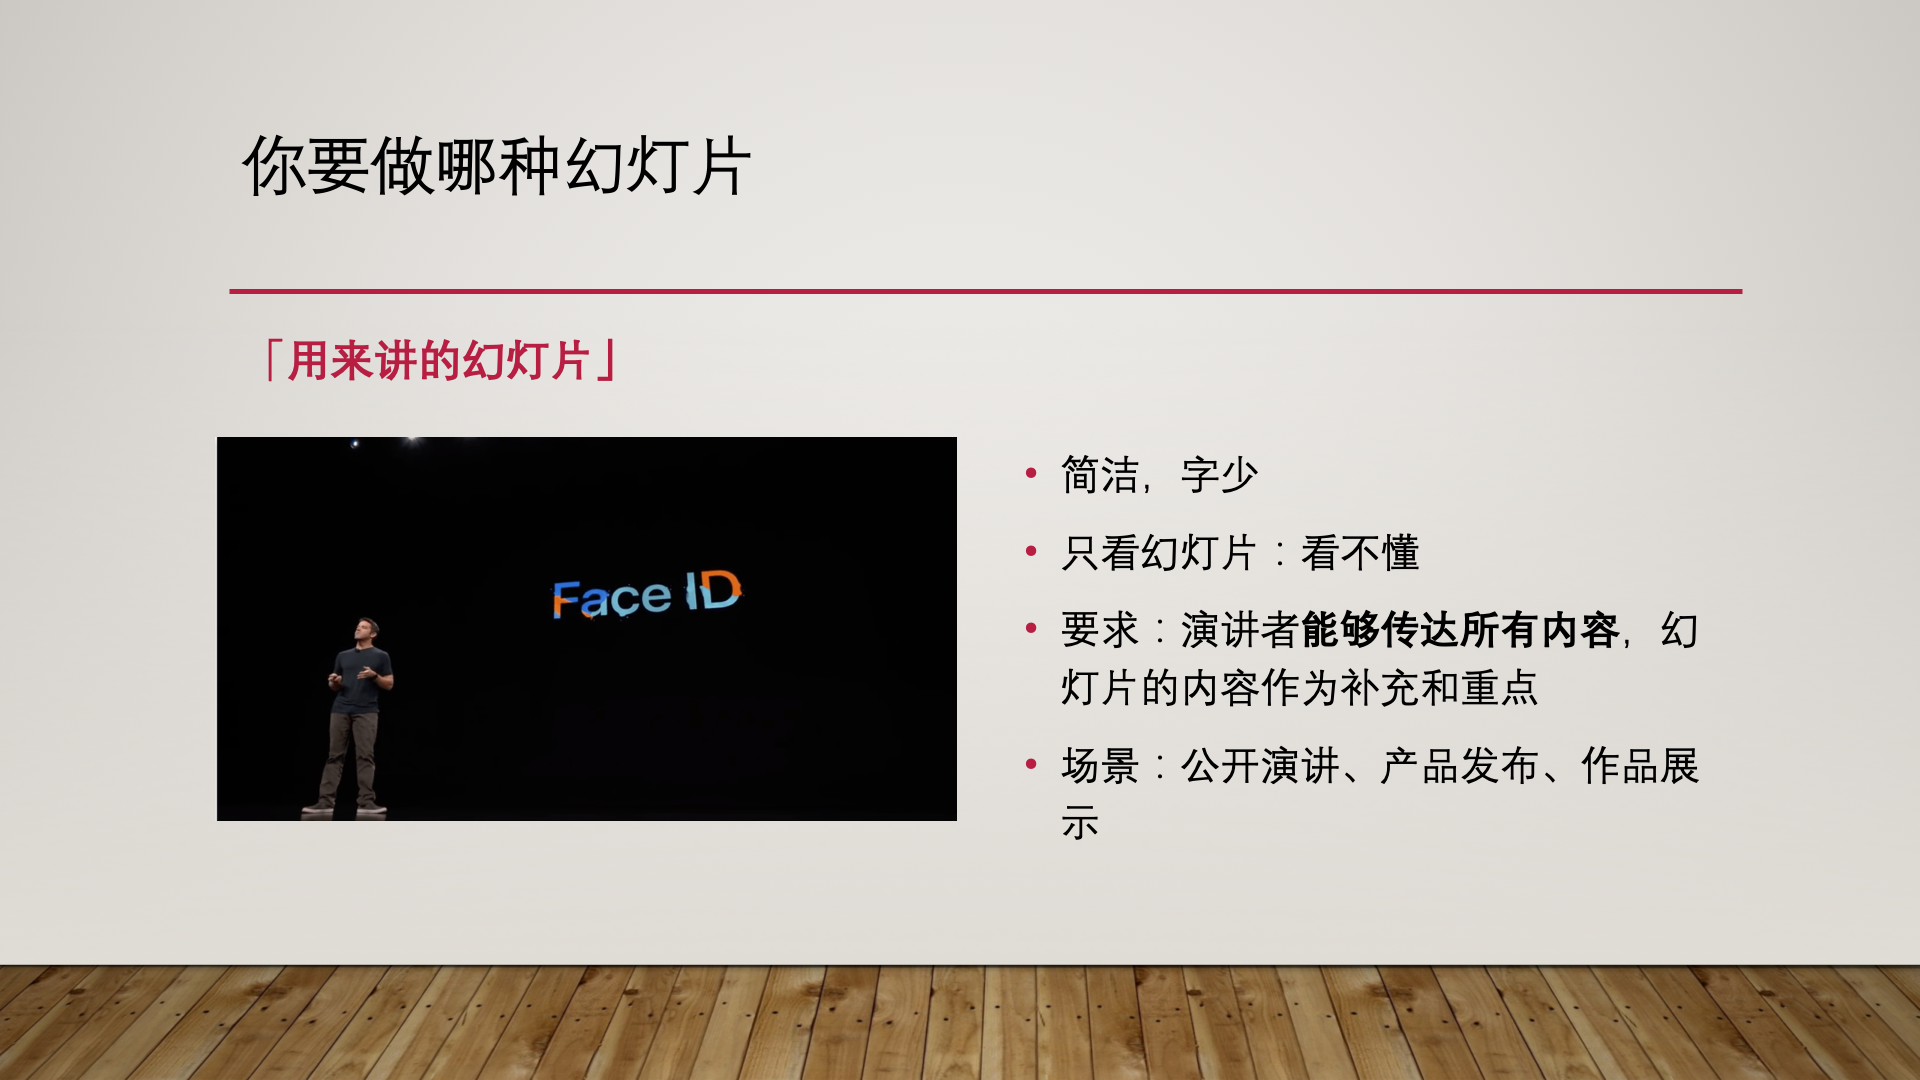 你要做哪种幻灯片
「用来讲的幻灯片」
Face ID
• 简洁，字少
• 只看幻灯片：看不懂
• 要求：演讲者能够传达所有内容，幻
灯片的内容作为补充和重点
• 场景：公开演讲、产品发布、作品展
示